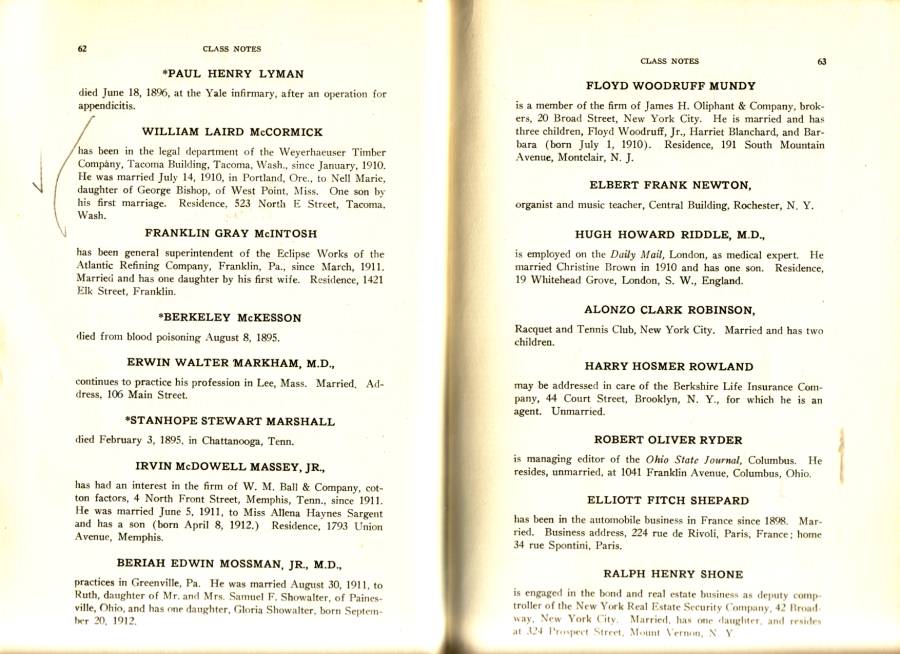 62
CLASS NOTES
*PAUL HENRY LYMAN
died June 18, 1896, at the Yale infirmary, after an operation for
appendicitis.
WILLIAM LAIRD McCORMICK
has been in the legal department of the Weyerhaeuser Timber
Company, Tacoma Building, Tacoma, Wash., since January, 1910.
He was married July 14, 1910, in Portland, Ore., to Nell Marie,
daughter of George Bishop, of West Point, Miss. One son by
his first marriage. Residence, 523 North E Street, Tacoma,
Wash.
FRANKLIN GRAY McINTOSH
has been general superintendent of the Eclipse Works of the
Atlantic Refining Company, Franklin, Pa., since March, 1911.
Married and has one daughter by his first wife. Residence, 1421
Elk Street, Franklin.
*BERKELEY McKESSON
died from blood poisoning August 8, 1895.
ERWIN WALTER MARKHAM, M.D.,
continues to practice his profession in Lee, Mass. Married. Ad-
dress, 106 Main Street.
*STANHOPE STEWART MARSHALL
died February 3, 1895, in Chattanooga, Tenn.
IRVIN McDOWELL MASSEY, JR.,
has had an interest in the firm of W. M. Ball & Company, cot-
ton factors, 4 North Front Street, Memphis, Tenn., since 1911.
He was married June 5, 1911, to Miss Allena Haynes Sargent
and has a son (born April 8, 1912.) Residence, 1793 Union
Avenue, Memphis.
BERIAH EDWIN MOSSMAN, JR., M.D.,
practices in Greenville, Pa. He was married August 30, 1911, to
Ruth, daughter of Mr. and Mrs. Samuel F. Showalter, of Paines-
ville, Ohio, and has one daughter, Gloria Showalter, born Septem-
ber 20, 1912.
CLASS NOTES
63
FLOYD WOODRUFF MUNDY
is a member of the firm of James H. Oliphant & Company, brok-
ers, 20 Broad Street, New York City. He is married and has
three children, Floyd Woodruff, Jr., Harriet Blanchard, and Bar-
bara (born July 1, 1910). Residence, 191 South Mountain
Avenue, Montclair, N. J.
ELBERT FRANK NEWTON,
organist and music teacher, Central Building, Rochester, N. Y.
HUGH HOWARD RIDDLE, M.D.,
is employed on the Daily Mail, London, as medical expert. He
married Christine Brown in 1910 and has one son. Residence,
19 Whitehead Grove, London, S. W., England.
ALONZO CLARK ROBINSON,
Racquet and Tennis Club, New York City. Married and has two
children.
HARRY HOSMER ROWLAND
may be addressed in care of the Berkshire Life Insurance Com-
pany, 44 Court Street, Brooklyn, N. Y., for which he is an
agent. Unmarried.
ROBERT OLIVER RYDER
is managing editor of the Ohio State Journal, Columbus. He
resides, unmarried, at 1041 Franklin Avenue, Columbus, Ohio.
ELLIOTT FITCH SHEPARD
has been in the automobile business in France since 1898. Mar-
ried. Business address, 224 rue de Rivoli, Paris, France; home
34 rue Spontini, Paris.
RALPH HENRY SHONE
is engaged in the bond and real estate business as deputy comp-
troller of the New York Real Estate Security Company, 42 Broad-
way, New York City. Married, has one daughter, and resides
at 324 Prospect Street, Mount Vernon, N. Y.